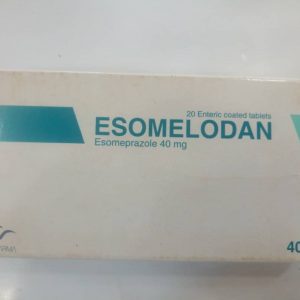 20 Enteric coated tablets
ESOMELODAN
Esomeprazole 40 mg
40